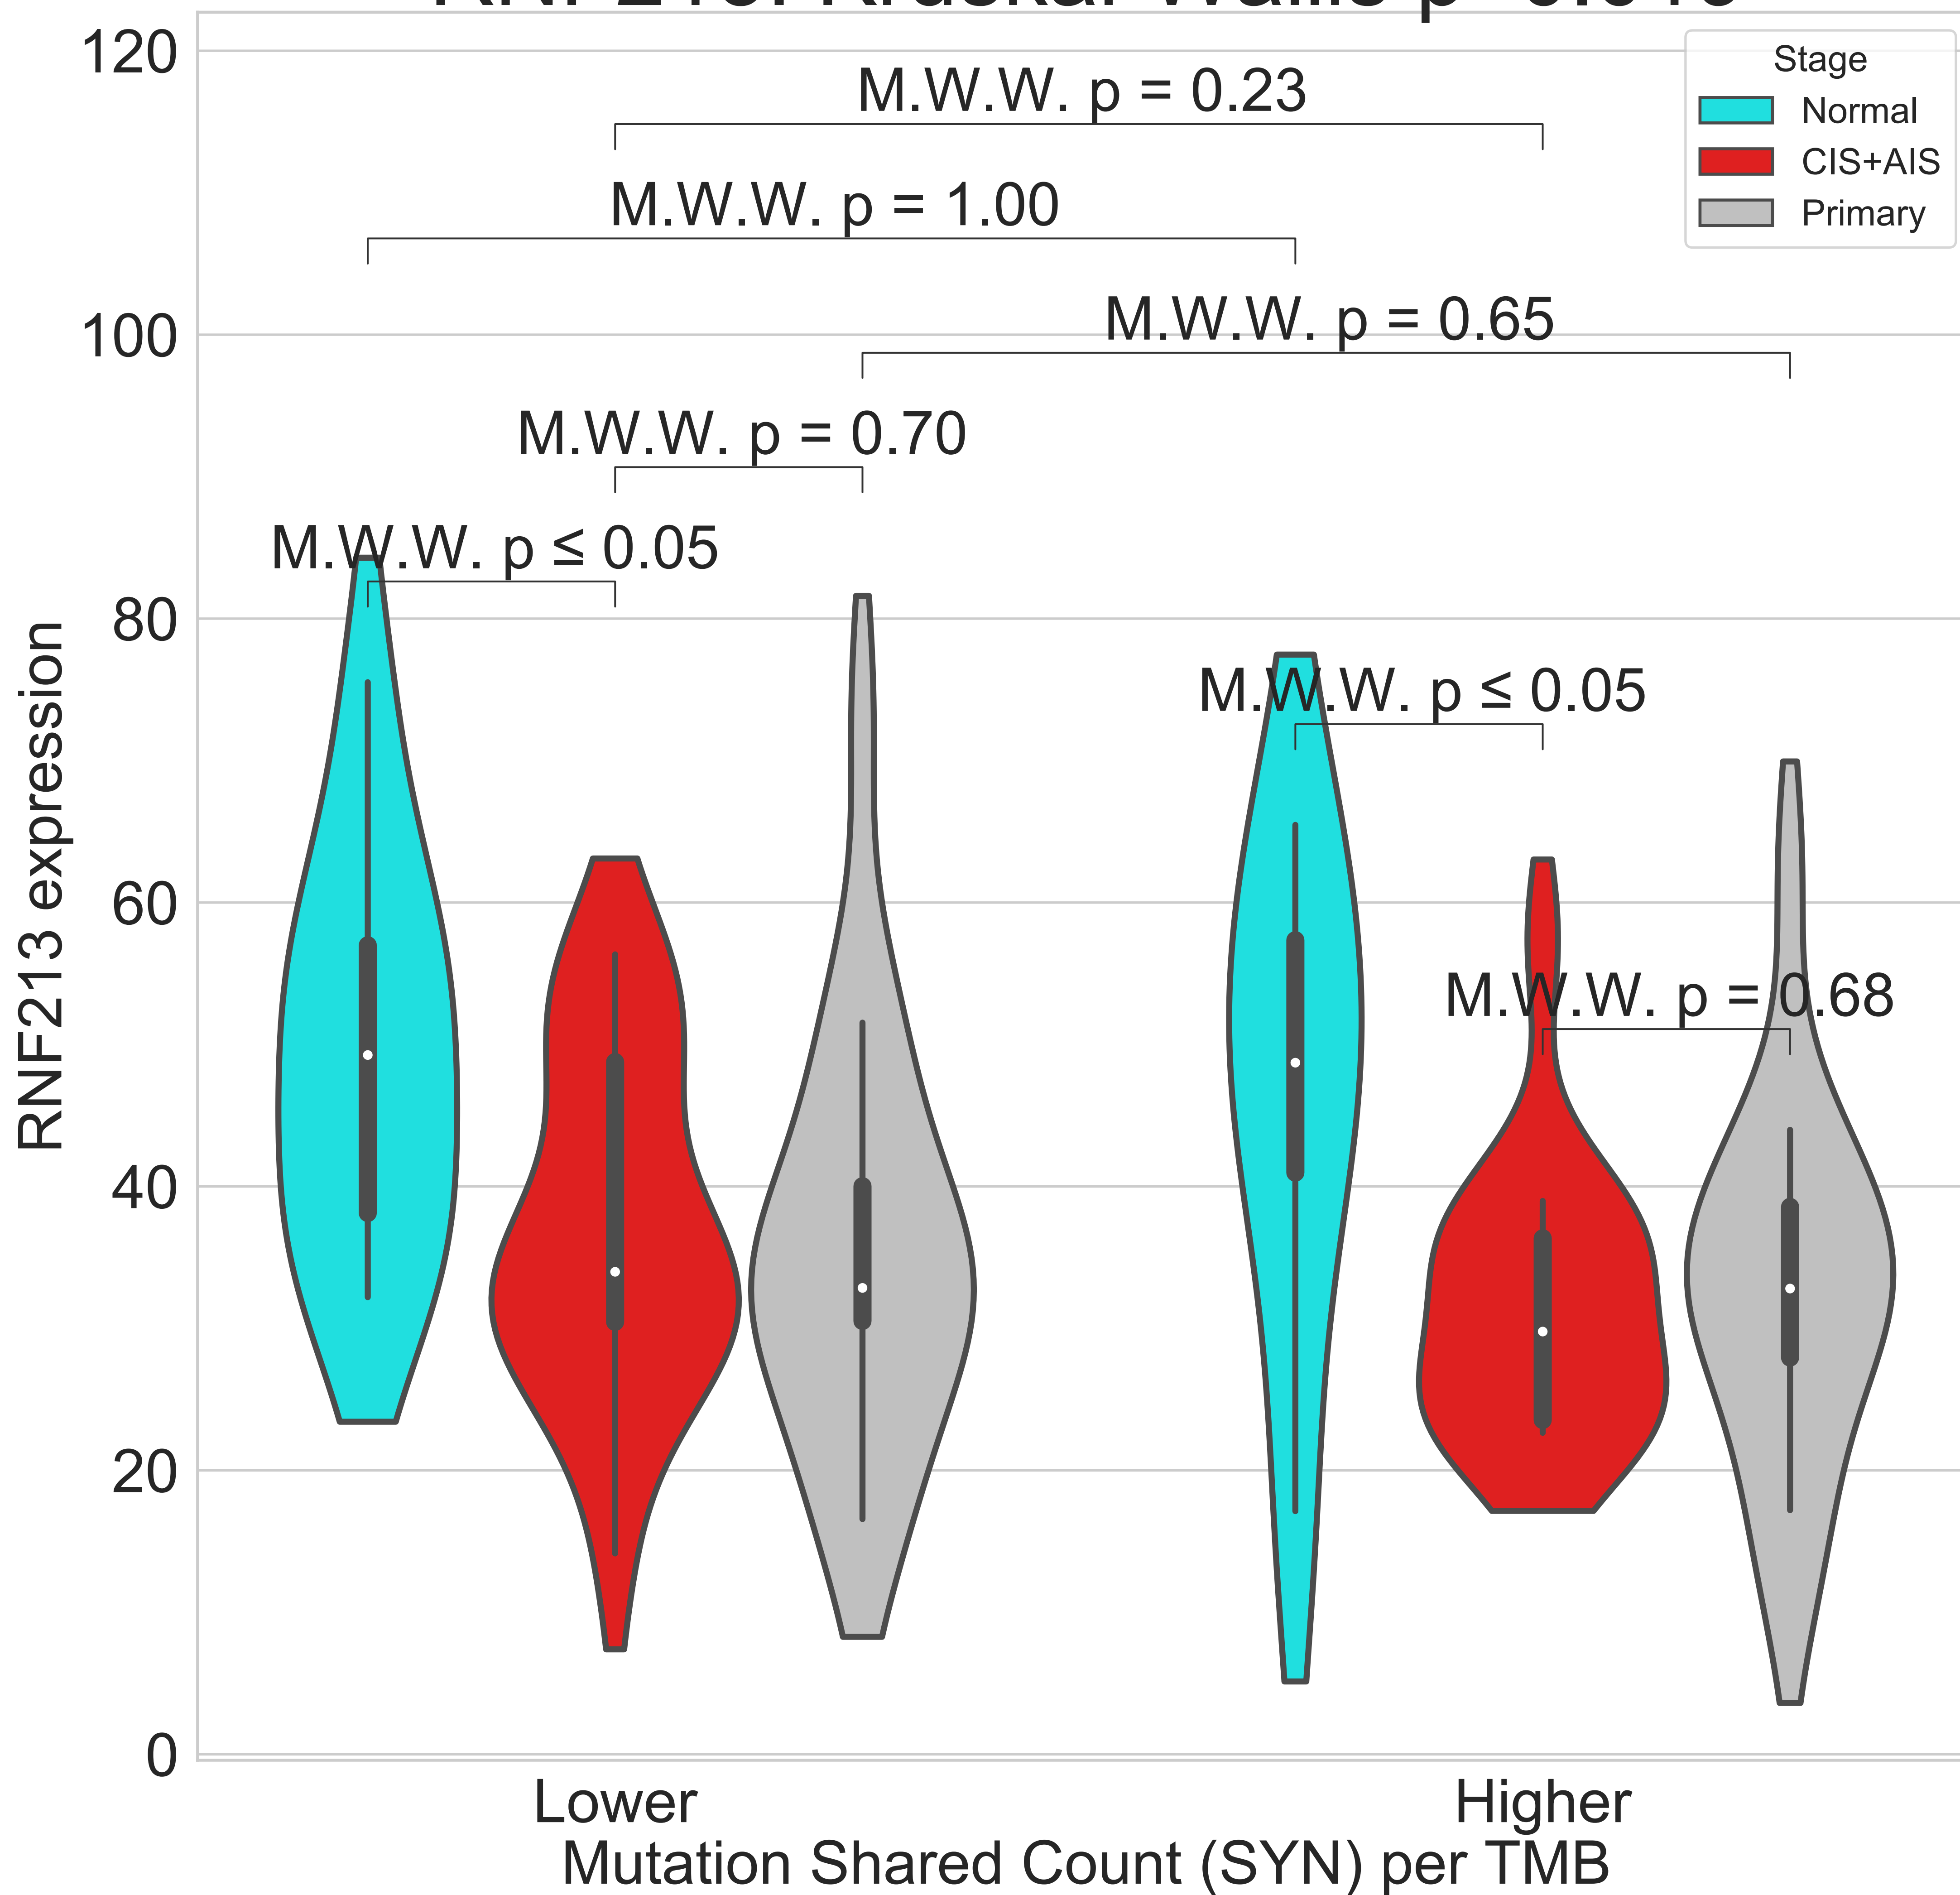 120
M.W.W. p = 0.23
Stage
Normal
CIS+AIS
Primary
M.W.W. p = 1.00
100
M.W.W. p = 0.65
M.W.W. p = 0.70
M.W.W. p ≤ 0.05
80
M.W.W. p ≤ 0.05
60
M.W.W. p = 0.68
40
20
0
RNF213 expression
Lower
Higher
Mutation Shared Count (SYN) per TMB